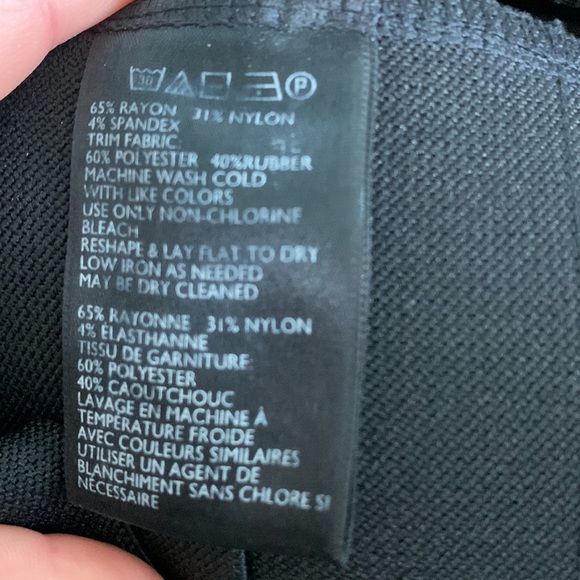 30 P
65% RAYON 31% NYLON
4% SPANDEX
TRIM FABRIC:
60% POLYESTER 40%RUBBER
MACHINE WASH COLD
WITH LIKE COLORS
USE ONLY NON-CHLORINE
BLEACH
RESHAPE & LAY FLAT TO DRY
LOW IRON AS NEEDED
MAY BE DRY CLEANED
65% RAYONNE 31% NYLON
4% ÉLASTHANNE
TISSU DE GARNITURE:
60% POLYESTER
40% CAOUTCHOUC
LAVAGE EN MACHINE À
TEMPÉRATURE FROIDE
AVEC COULEURS SIMILAIRES
UTILISER UN AGENT DE
BLANCHIMENT SANS CHLORE SI
NÉCESSAIRE